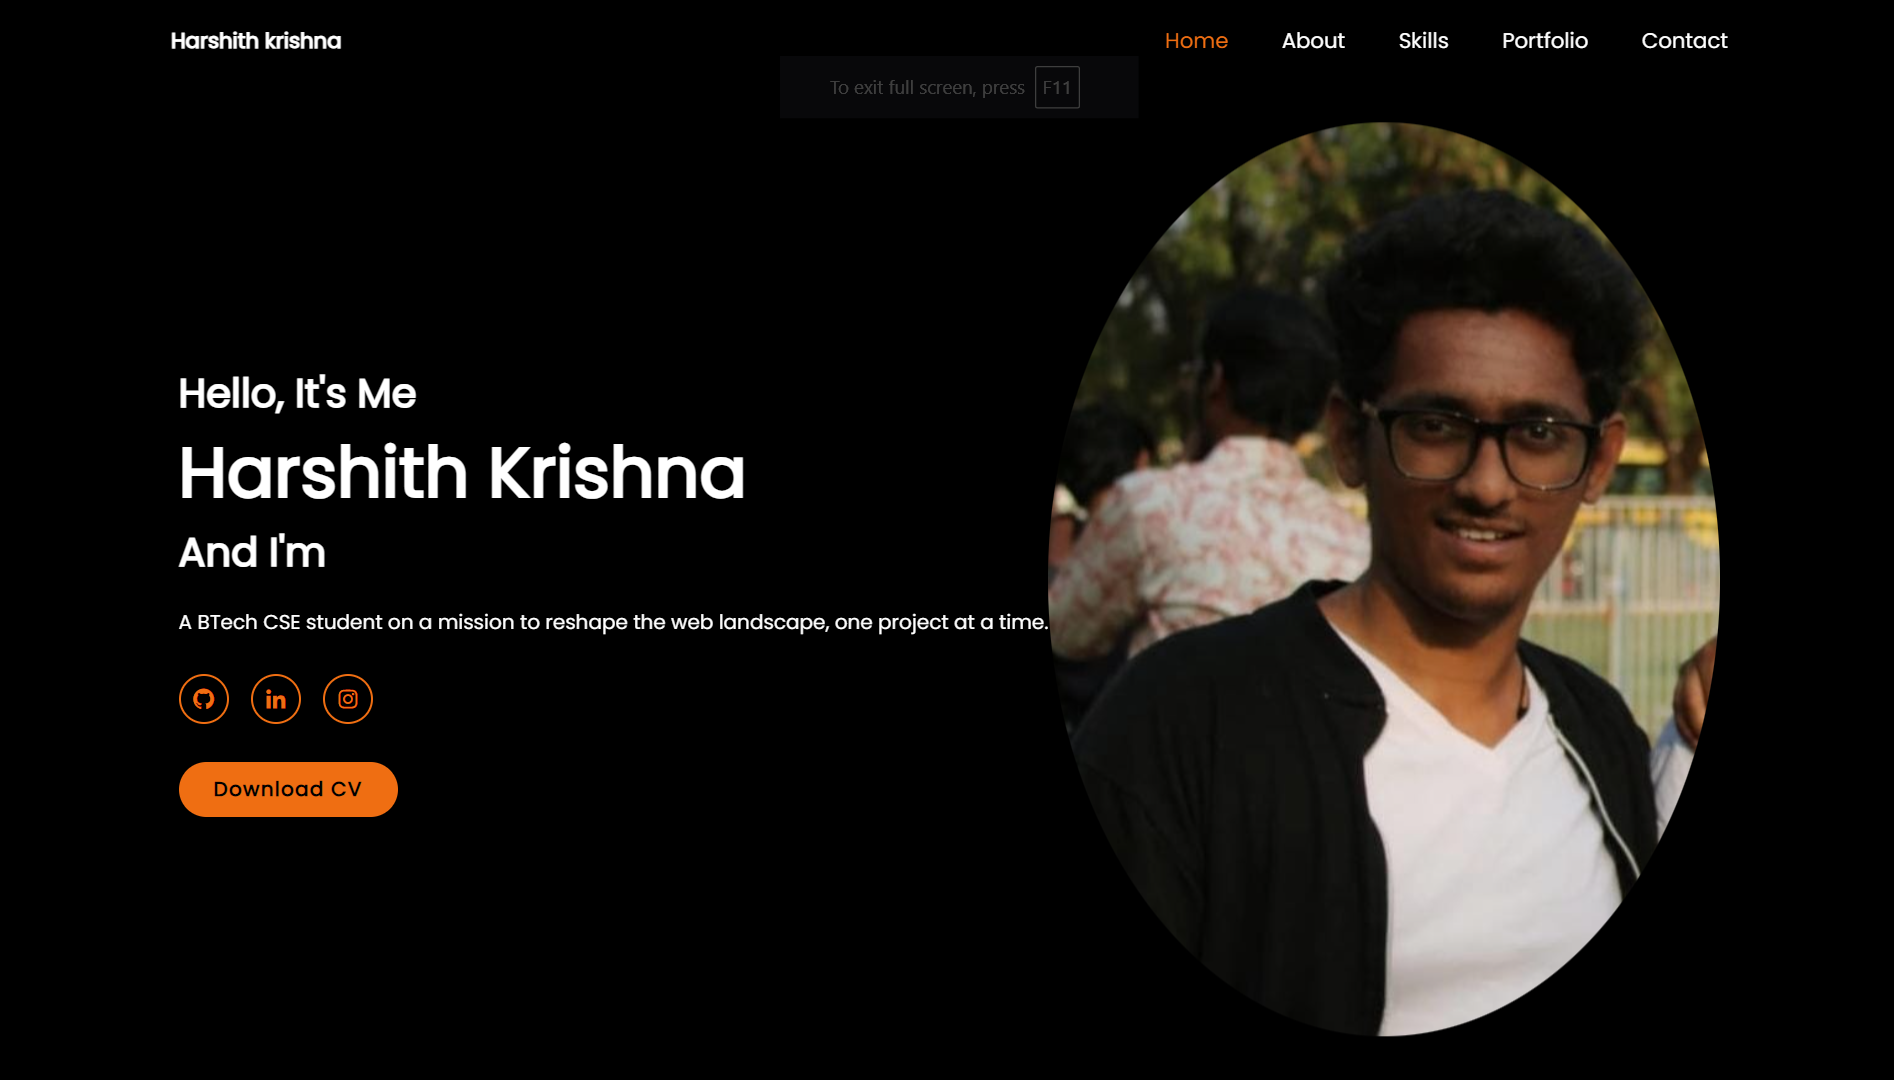 Harshith krishna
Home About Skills Portfolio Contact
To exit full screen, press F11
Hello, It's Me
Harshith Krishna
And I'm
A BTech CSE student on a mission to reshape the web landscape, one project at a time.
in
Download CV